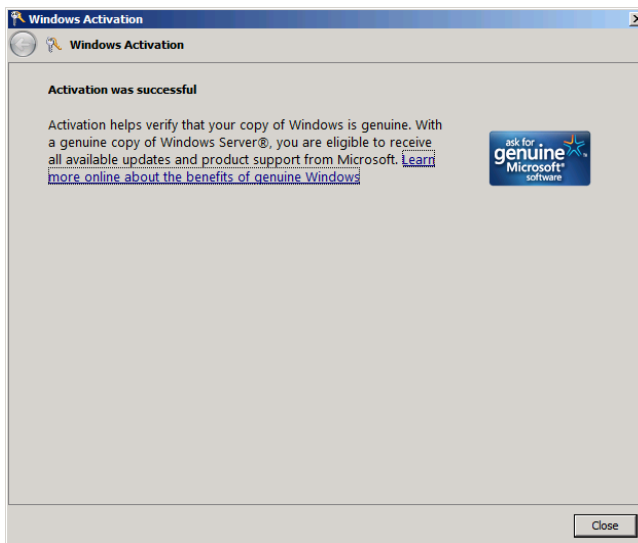 Windows Activation
Windows Activation
Activation was successful
Activation helps verify that your copy of Windows is genuine. With
a genuine copy of Windows Server®, you are eligible to receive
all available updates and product support from Microsoft. Learn
more online about the benefits of genuine Windows
ask for
genuine
Microsoft®
software
Close